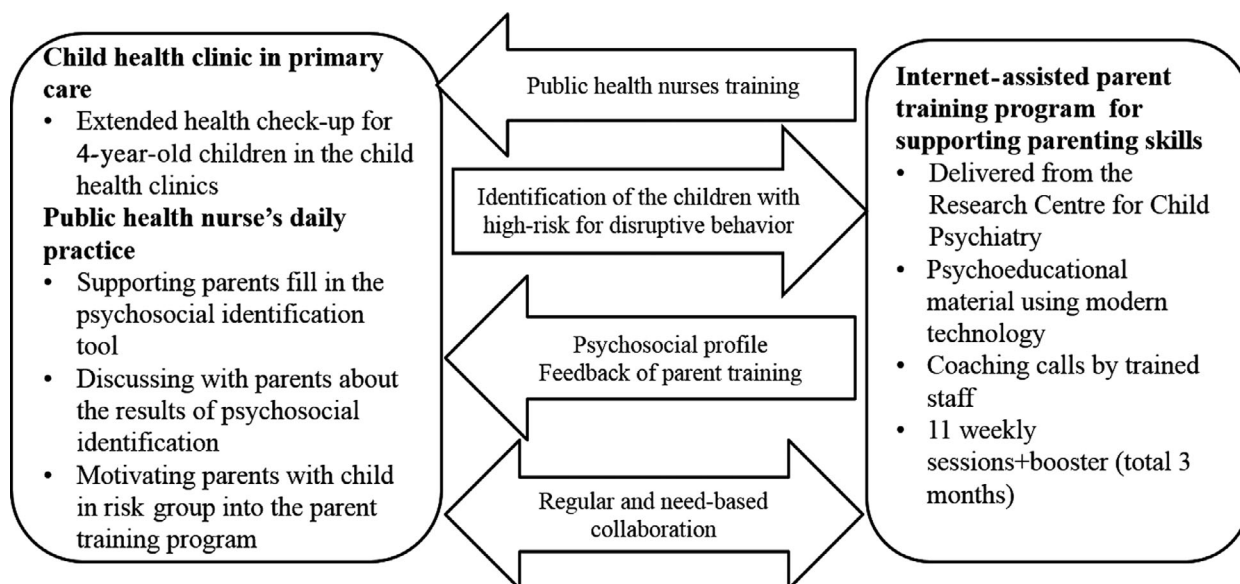 Child health clinic in primary
care
• Extended health check-up for
4-year-old children in the child
health clinics
Public health nurse's daily
practice
• Supporting parents fill in the
psychosocial identification
tool
• Discussing with parents about
the results of psychosocial
identification
• Motivating parents with child
in risk group into the parent
training program
Public health nurses training
Identification of the children with
high-risk for disruptive behavior
Psychosocial profile
Feedback of parent training
Regular and need-based
collaboration
Internet-assisted parent
training program for
supporting parenting skills
• Delivered from the
Research Centre for Child
Psychiatry
• Psychoeducational
material using modern
technology
• Coaching calls by trained
staff
• 11 weekly
sessions+booster (total 3
months)